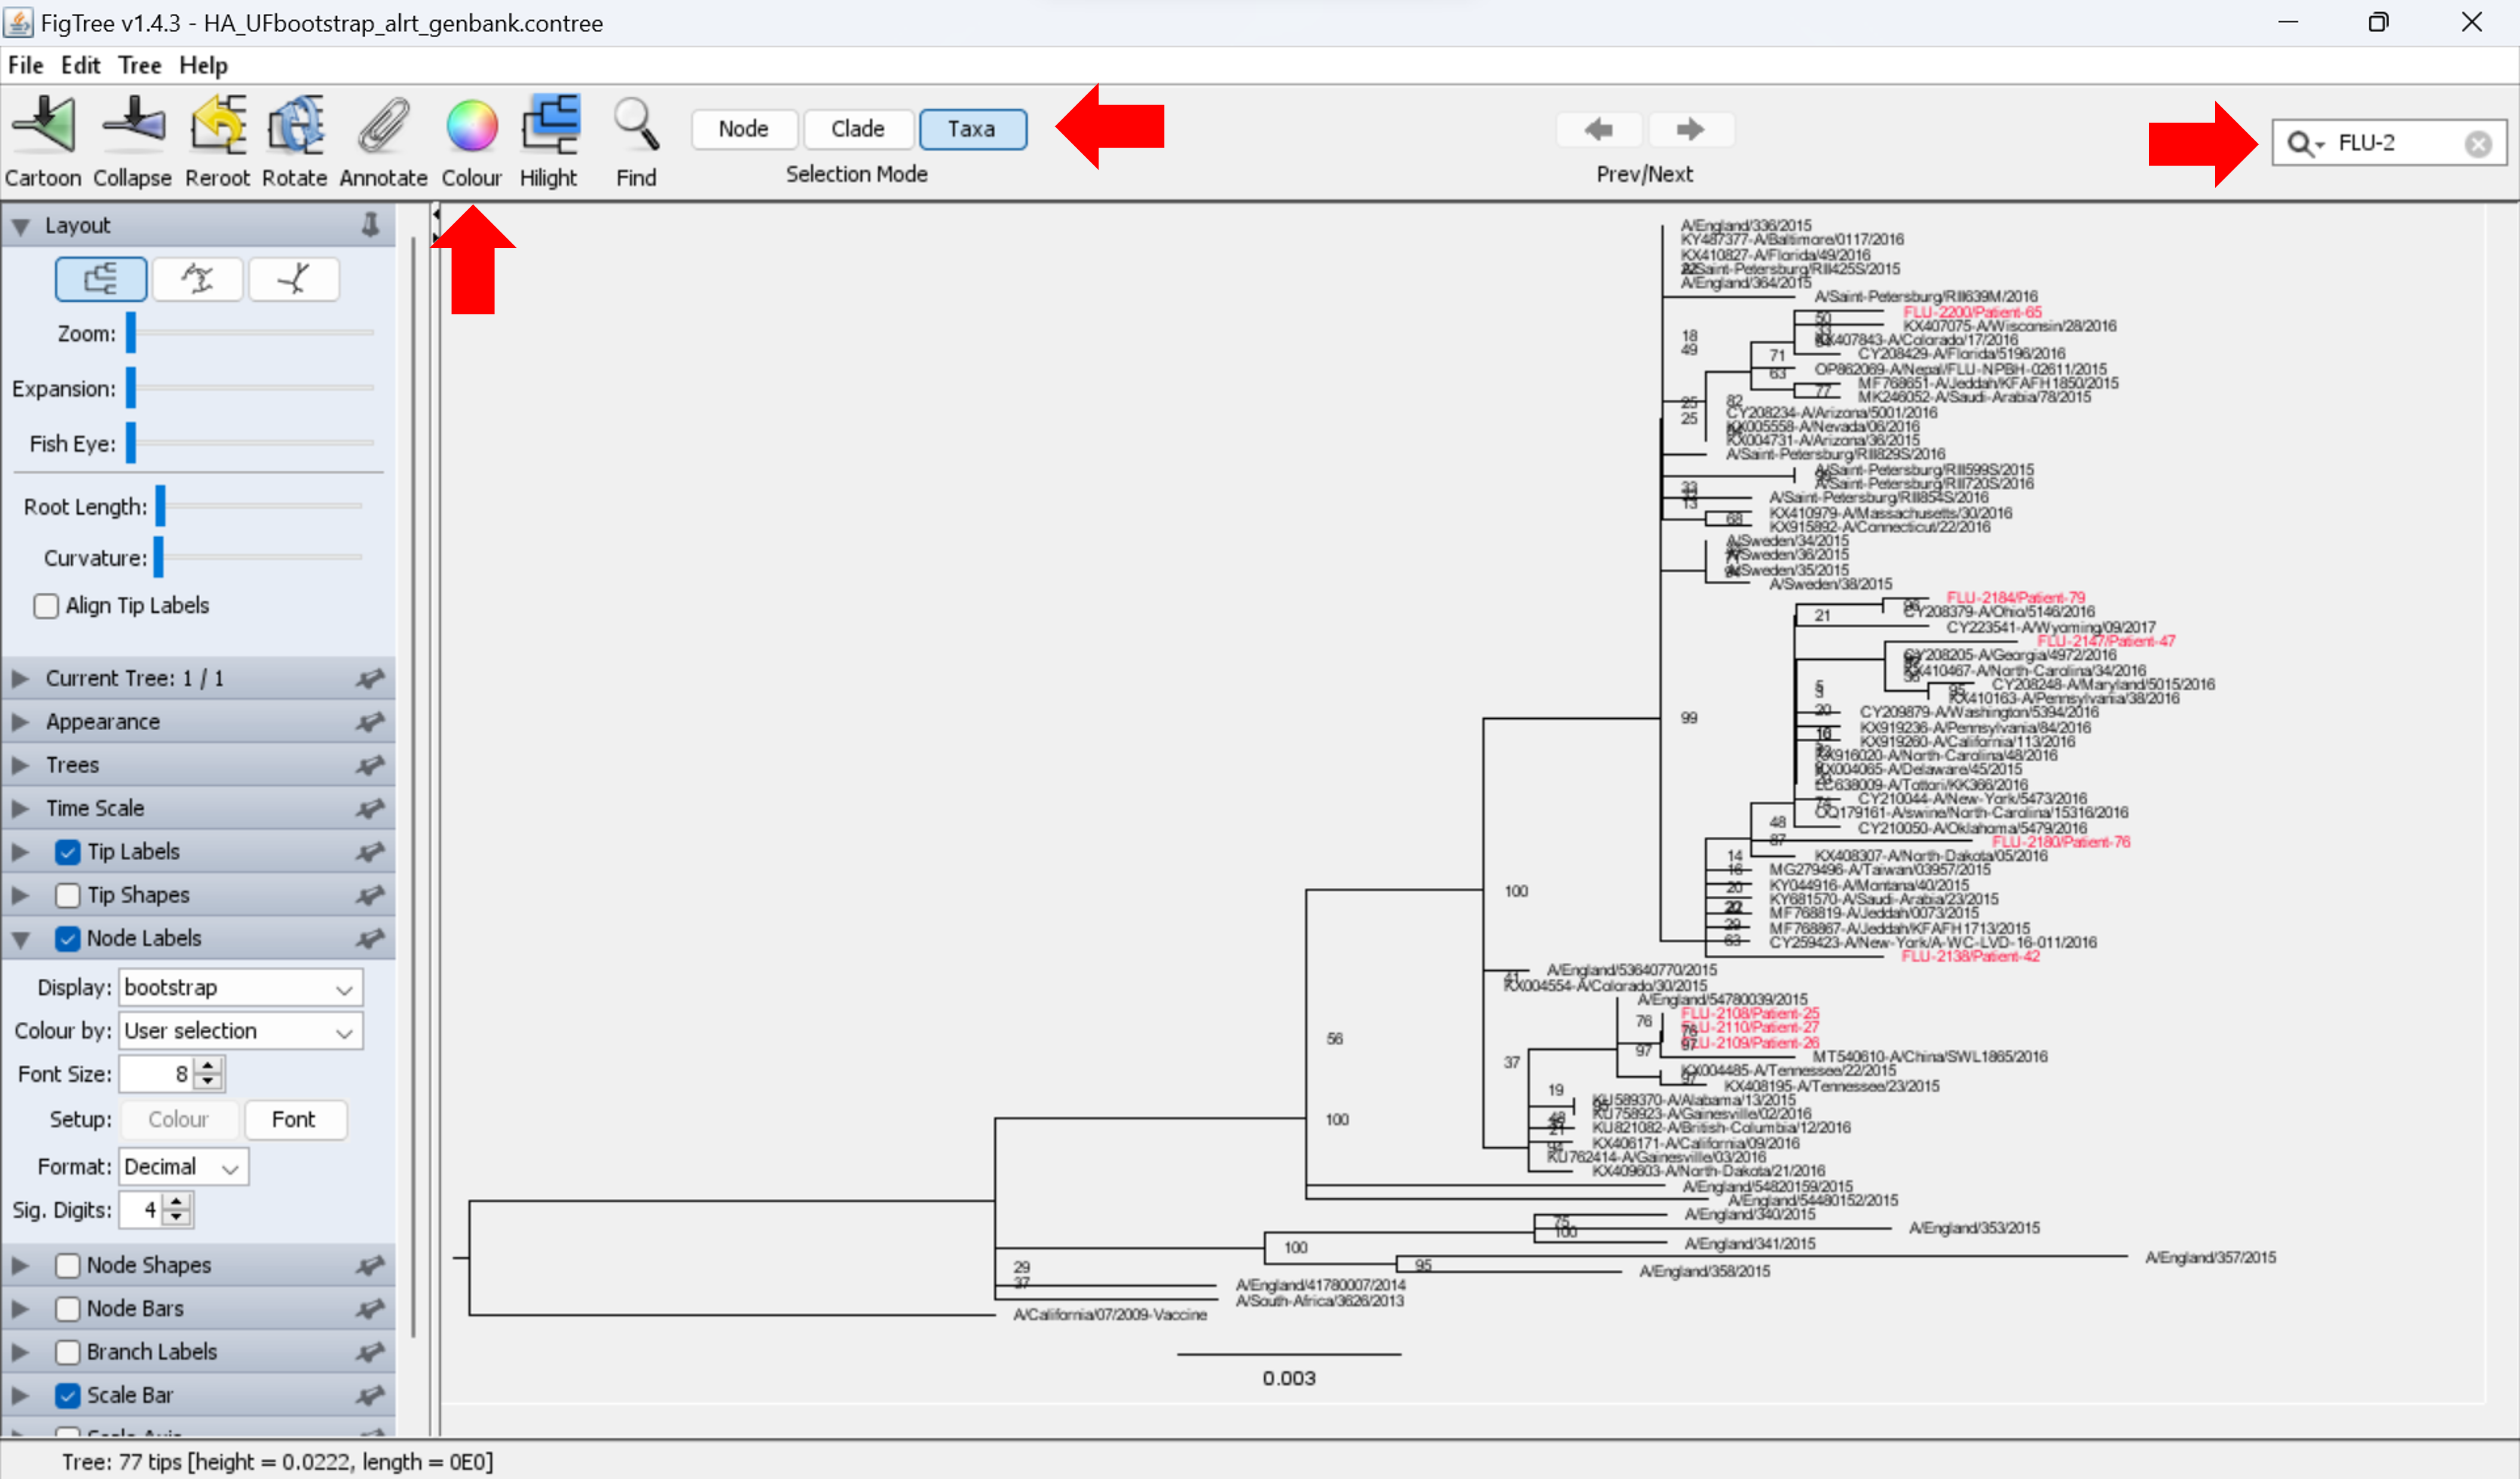 FigTree v1.4.3 - HA_UFbootstrap_alrt_genbank.contree
File Edit Tree Help
Cartoon Collapse Reroot Rotate Annotate Colour Hilight Find
Node Clade Taxa
Selection Mode
Prev/Next
FLU-2
Layout
Zoom:
Expansion:
Fish Eye:
Root Length:
Curvature:
Align Tip Labels
Current Tree: 1 / 1
Appearance
Trees
Time Scale
Tip Labels
Tip Shapes
Node Labels
Display: bootstrap
Colour by: User selection
Font Size: 8
Setup: Colour Font
Format: Decimal
Sig. Digits: 4
Node Shapes
Node Bars
Branch Labels
Scale Bar
A/England/336/2015
KY487377-A/Baltimore/0117/2016
KX410827-A/Florida/49/2016
A/Saint-Petersburg/RII425S/2015
A/England/364/2015
A/Saint-Petersburg/RII639M/2016
FLU-2200/Patient-65
50
KX407075-A/Wisconsin/28/2016
18
KX407843-A/Colorado/17/2016
49
71
CY208429-A/Florida/5196/2016
63
OP862069-A/Nepal/FLU-NPBH-02611/2015
MF768651-A/Jeddah/KFAFH1850/2015
77
MK246052-A/Saudi-Arabia/78/2015
25
82
CY208234-A/Arizona/5001/2016
25
KX005558-A/Nevada/06/2016
KX004731-A/Arizona/36/2015
A/Saint-Petersburg/RII829S/2016
A/Saint-Petersburg/RII599S/2015
A/Saint-Petersburg/RII720S/2016
33
A/Saint-Petersburg/RII854S/2016
13
KX410979-A/Massachusetts/30/2016
68
KX915892-A/Connecticut/22/2016
A/Sweden/34/2015
A/Sweden/36/2015
A/Sweden/35/2015
A/Sweden/38/2015
FLU-2184/Patient-79
CY208379-A/Ohio/5146/2016
21
CY223541-A/Wyoming/09/2017
FLU-2147/Patient-47
CY208205-A/Georgia/4972/2016
KX410467-A/North-Carolina/34/2016
CY208248-A/Maryland/5015/2016
95
KX410163-A/Pennsylvania/38/2016
20
CY209879-A/Washington/5394/2016
99
KX919236-A/Pennsylvania/84/2016
KX919260-A/California/113/2016
KX916020-A/North-Carolina/48/2016
KX004065-A/Delaware/45/2015
LC638009-A/Tottori/KK366/2016
CY210044-A/New-York/5473/2016
74
OQ179161-A/swine/North-Carolina/15316/2016
48
CY210050-A/Oklahoma/5479/2016
87
FLU-2180/Patient-76
14
KX408307-A/North-Dakota/05/2016
16
MG279496-A/Taiwan/03957/2015
20
KY044916-A/Montana/40/2015
100
KY681570-A/Saudi-Arabia/23/2015
MF768819-A/Jeddah/0073/2015
29
MF768867-A/Jeddah/KFAFH1713/2015
63
CY259423-A/New-York/A-WC-LVD-16-011/2016
FLU-2138/Patient-42
41
A/England/53640770/2015
KX004554-A/Colorado/30/2015
A/England/54780039/2015
FLU-2108/Patient-25
76
FLU-2110/Patient-27
76
56
FLU-2109/Patient-26
97
97
MT540610-A/China/SWL1865/2016
37
KX004485-A/Tennessee/22/2015
97
KX408195-A/Tennessee/23/2015
19
KU589370-A/Alabama/13/2015
KU758923-A/Gainesville/02/2016
100
21
KU821082-A/British-Columbia/12/2016
KX406171-A/California/09/2016
94
KU762414-A/Gainesville/03/2016
KX409603-A/North-Dakota/21/2016
A/England/54820159/2015
A/England/54480152/2015
A/England/340/2015
75
A/England/353/2015
100
A/England/341/2015
100
A/England/357/2015
95
A/England/358/2015
29
37
A/England/41780007/2014
A/South-Africa/3626/2013
A/California/07/2009-Vaccine
0.003
Tree: 77 tips [height = 0.0222, length = 0E0]